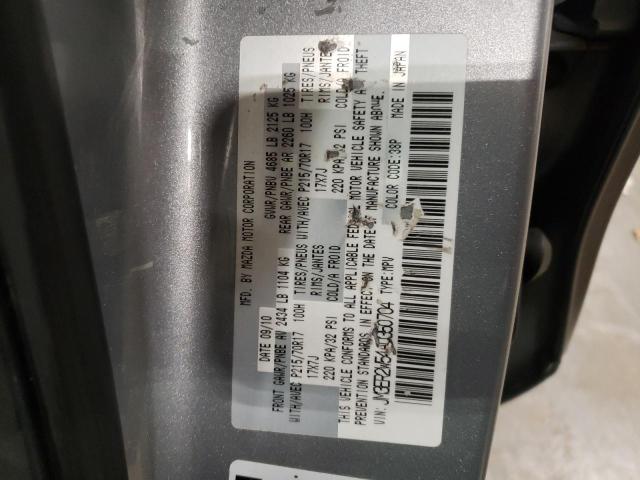 MFD. BY MAZDA MOTOR CORPORATION
DATE 09/10 GVWR/PNBV 4685 LB 2125 KG
FRONT GAWR/PNBE AV 2434 LB 1104 KG REAR GAWR/PNBE AR 2260 LB 1025 KG
WITH/AVEC P215/70R17 100H TIRES/PNEUS WITH/AVEC P215/70R17 100H TIRES/PNEUS
17X7J RIMS/JANTES 17X7J RIMS/JANTES
220 KPA/32 PSI COLD/A FROID 220 KPA/32 PSI COLD/A FROID
THIS VEHICLE CONFORMS TO ALL APPLICABLE FEDERAL MOTOR VEHICLE SAFETY AND THEFT
PREVENTION STANDARDS IN EFFECT ON THE DATE OF MANUFACTURE SHOWN ABOVE.
VIN: TYPE:MPV COLOR CODE:38P MADE IN JAPAN